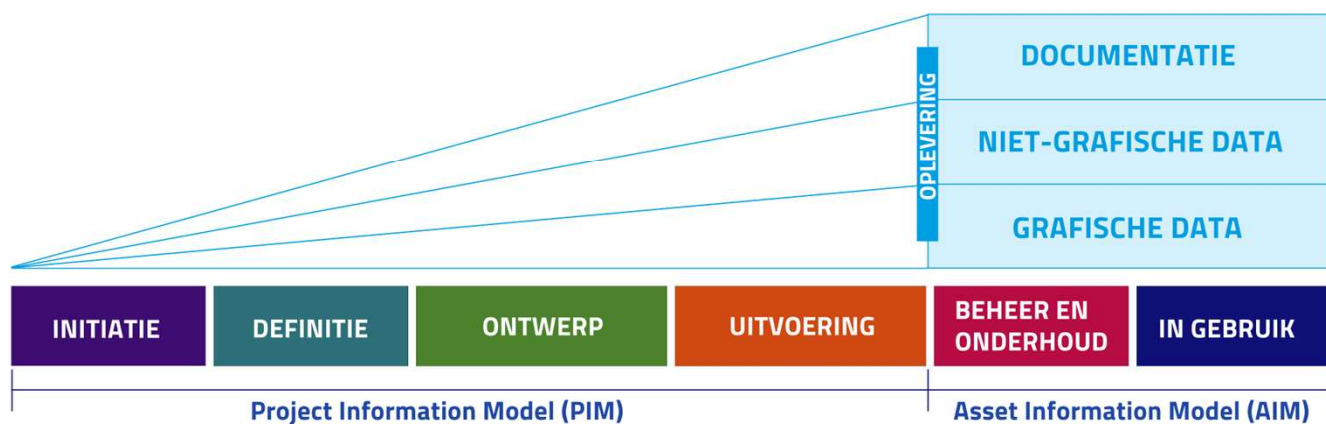 DOCUMENTATIE
OPLEVERING
NIET-GRAFISCHE DATA
GRAFISCHE DATA
INITIATIE
DEFINITIE
ONTWERP
UITVOERING
BEHEER EN
ONDERHOUD
IN GEBRUIK
Project Information Model (PIM)
Asset Information Model (AIM)